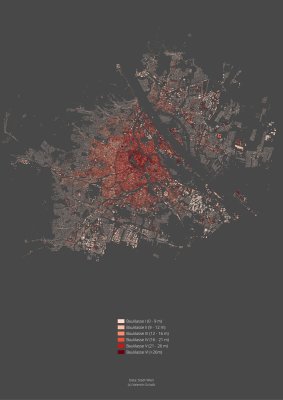 Bauklasse I (0 - 9 m)
Bauklasse II (9 - 12 m)
Bauklasse III (12 - 16 m)
Bauklasse IV (16 - 21 m)
Bauklasse V (21 - 26 m)
Bauklasse VI (> 26m)
Data: Stadt Wien